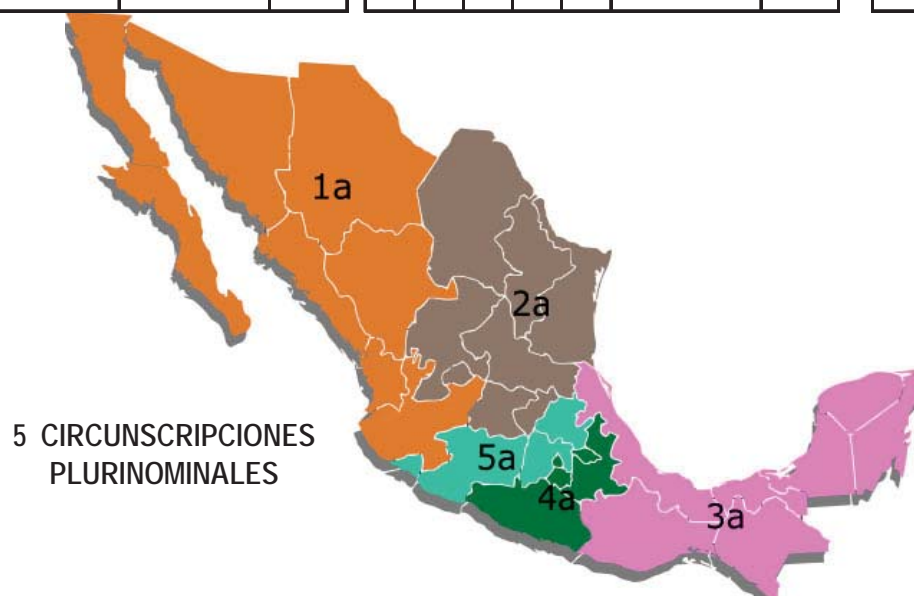 1a
2a
5 CIRCUNSCRIPCIONES
PLURINOMINALES
5a
4a
3a